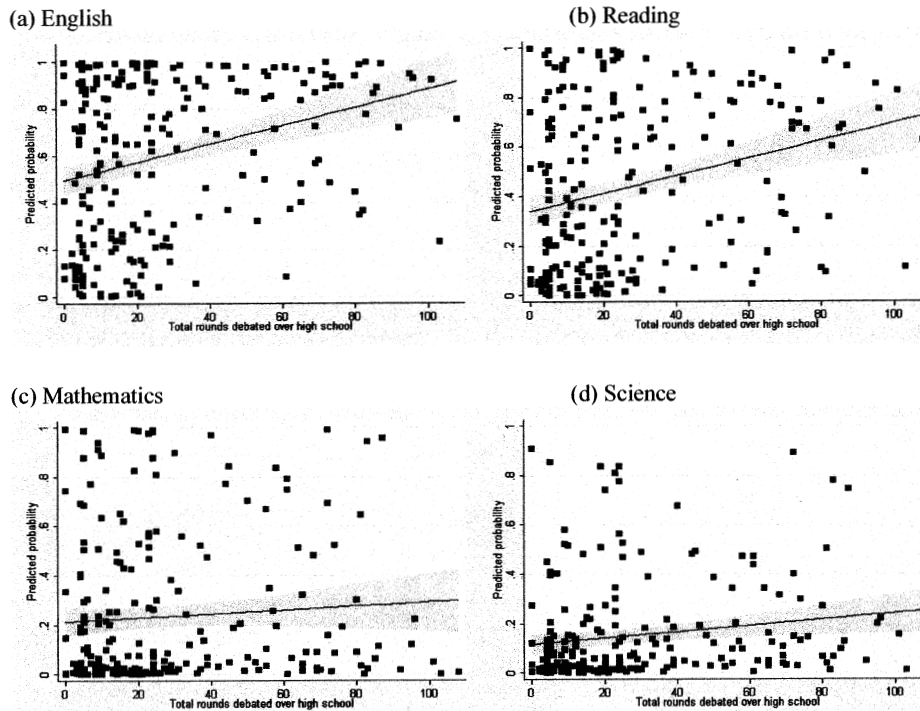 (a) English
(b) Reading
Predicted probability
0 .2 .4 .6 .8 1
0 20 40 60 80 100
Total rounds debated over high school
Predicted probability
0 .2 .4 .6 .8 1
0 20 40 60 80 100
Total rounds debated over high school
(c) Mathematics
(d) Science
Predicted probability
0 .2 .4 .6 .8 1
0 20 40 60 80 100
Total rounds debated over high school
Predicted probability
0 .2 .4 .6 .8 1
0 20 40 60 80 100
Total rounds debated over high school